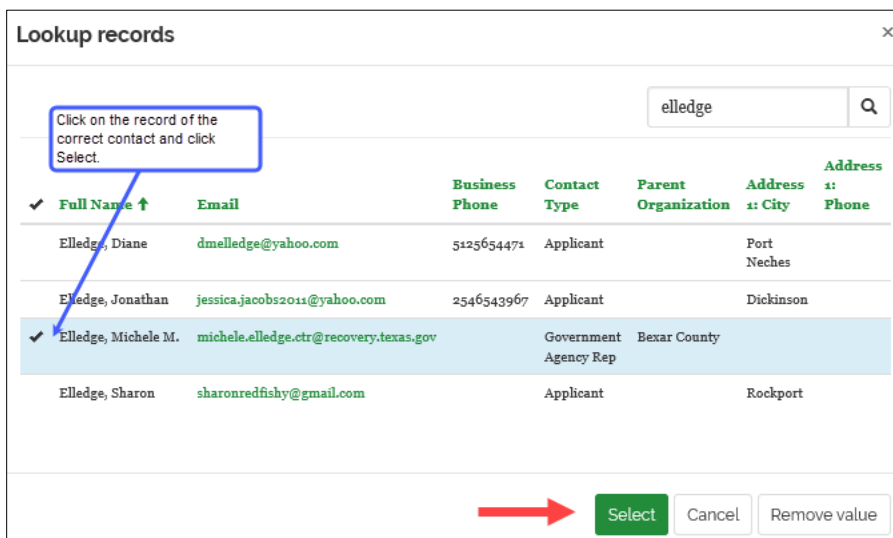 Lookup records
×
elledge
Click on the record of the
correct contact and click
Select.
✓ Full Name ↑ Email Business Phone Contact Type Parent Organization Address 1: City Address 1: Phone
Elledge, Diane dmelledge@yahoo.com 5125654471 Applicant Port Neches
Elledge, Jonathan jessica.jacobs2011@yahoo.com 2546543967 Applicant Dickinson
✓ Elledge, Michele M. michele.elledge.ctr@recovery.texas.gov Government Agency Rep Bexar County
Elledge, Sharon sharonredfishy@gmail.com Applicant Rockport
Select Cancel Remove value